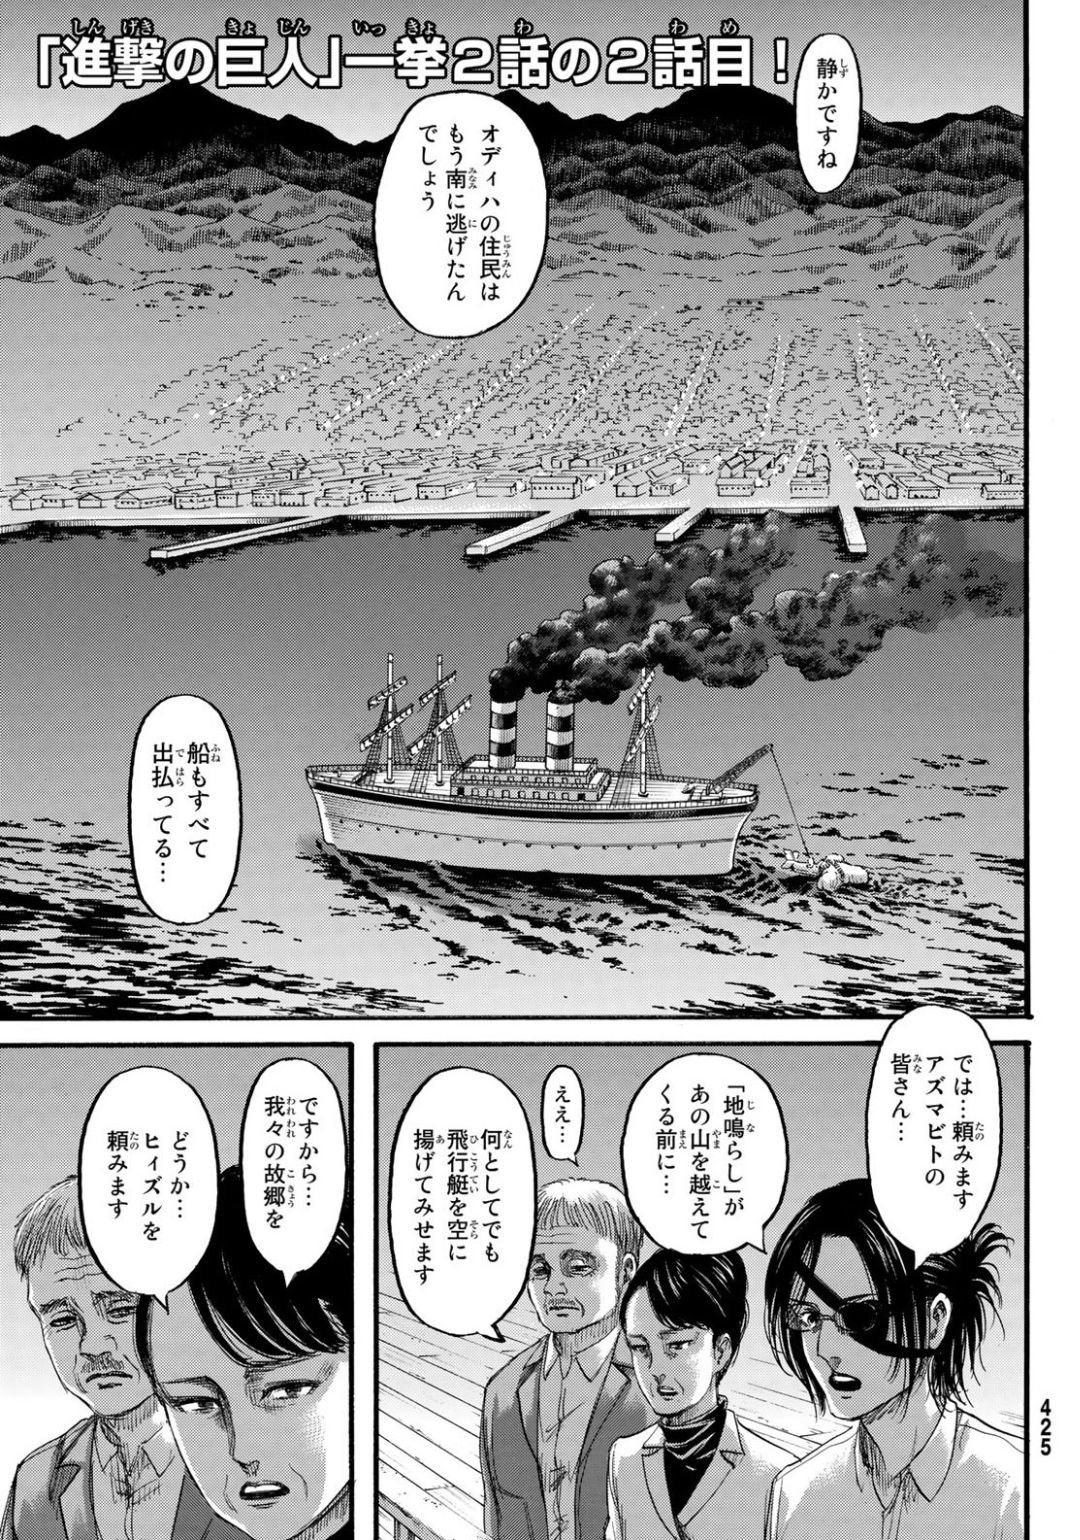 「進撃の巨人」一挙2話の2話目!
静かですね
オディハの住民は
もう南に逃げたん
でしょう
船もすべて
出払ってる…
では…頼みます
アズマビトの
皆さん…
「地鳴らし」が
あの山を越えて
くる前に…
ええ…
何としてでも
飛行艇を空に
揚げてみせます
ですから…
我々の故郷を
どうか…
ヒィズルを
頼みます
425